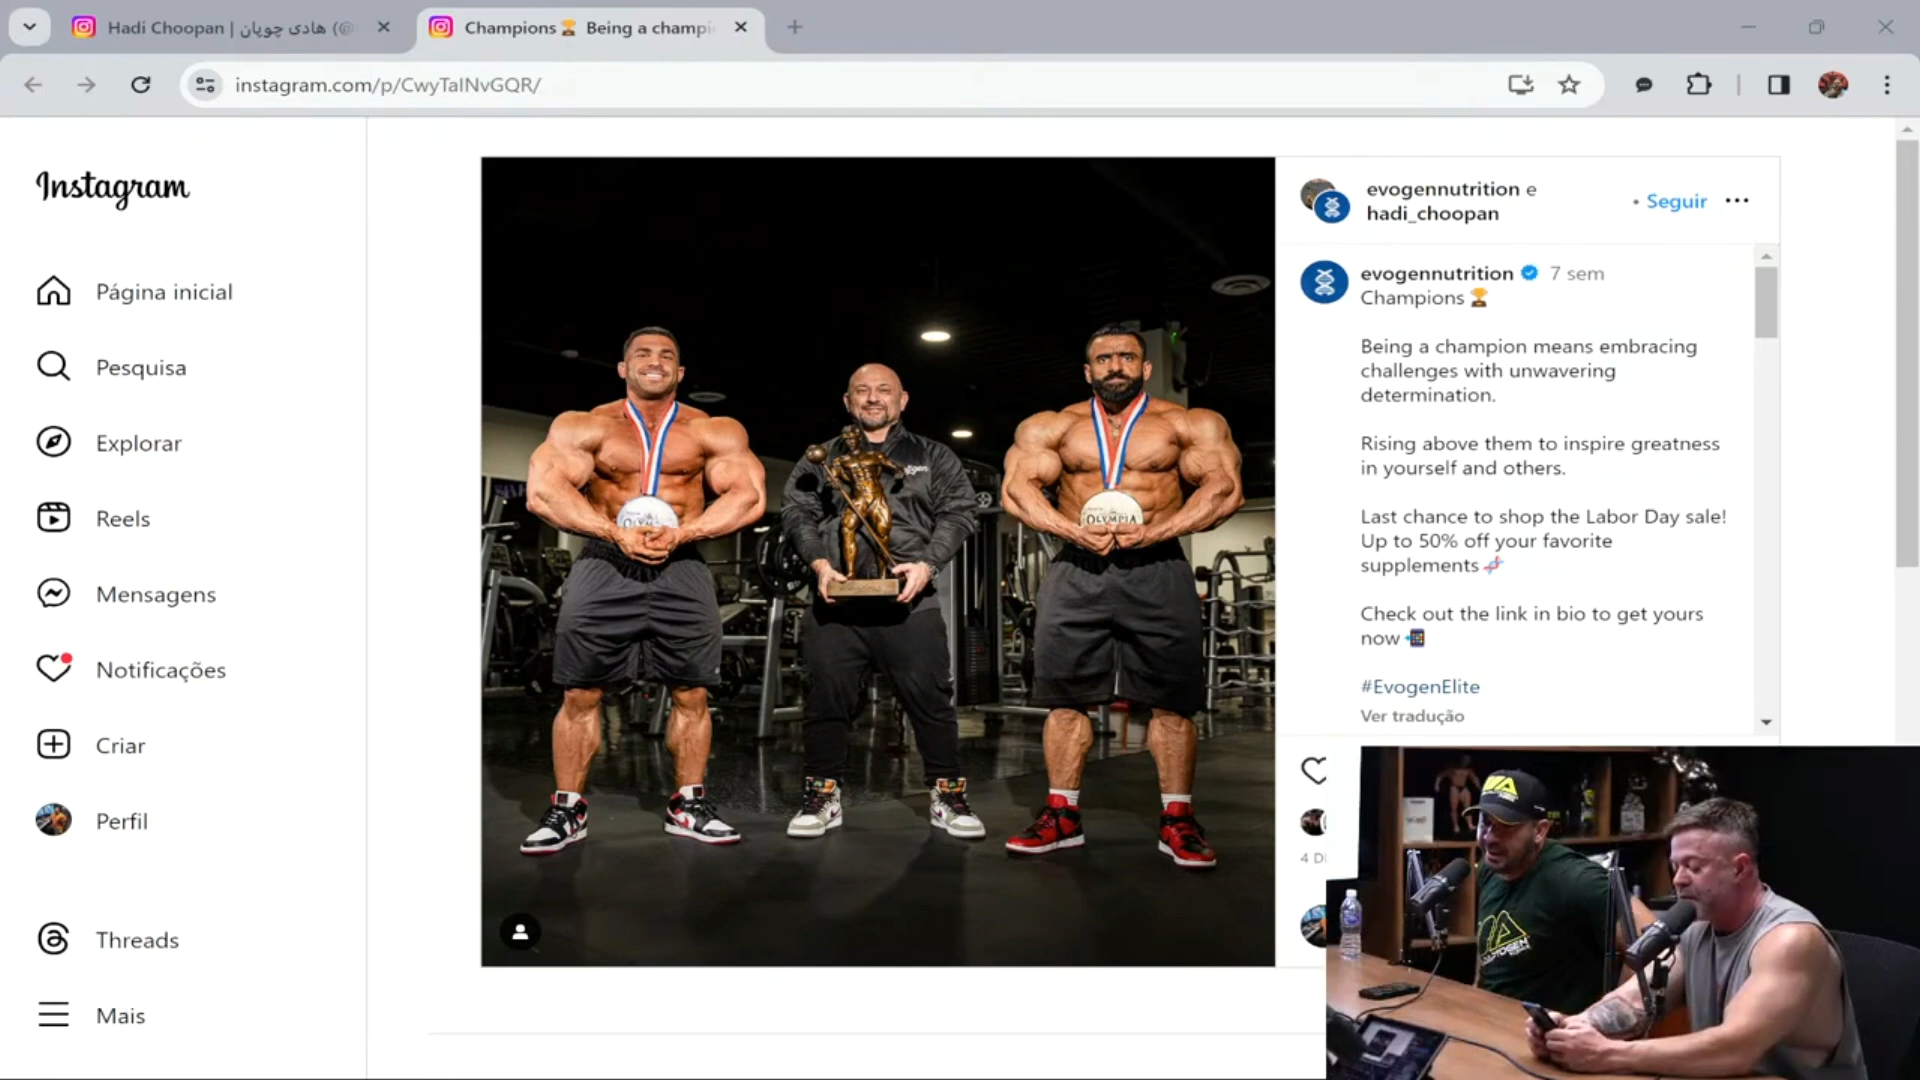 Hadi Choopan | هادی چوپان (@
Champions 🏆 Being a champi
instagram.com/p/CwyTaINvGQR/
Instagram
Página inicial
Pesquisa
Explorar
Reels
Mensagens
Notificações
Criar
Perfil
Threads
Mais
OLYMPIA
OLYMPIA
evogennutrition e
hadi_choopan
• Seguir
evogennutrition 7 sem
Champions 🏆
Being a champion means embracing
challenges with unwavering
determination.
Rising above them to inspire greatness
in yourself and others.
Last chance to shop the Labor Day sale!
Up to 50% off your favorite
supplements 🧬
Check out the link in bio to get yours
now 📲
#EvogenElite
Ver tradução
4 D